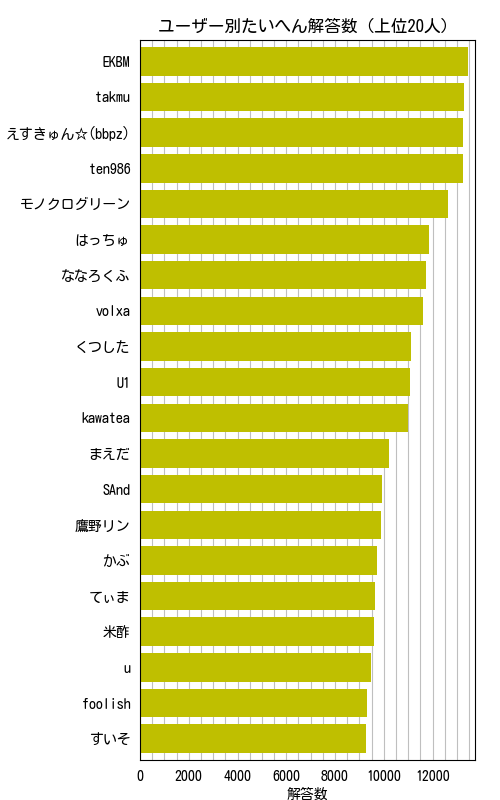 ユーザー別たいへん解答数 (上位20人)
EKBM
takmu
えすきゅん☆(bbpz)
ten986
モノクログリーン
はっちゅ
ななろくふ
volxa
くつした
U1
kawatea
まえだ
SAnd
鷹野リン
かぶ
てぃま
米酢
u
foolish
すいそ
0 2000 4000 6000 8000 10000 12000
解答数